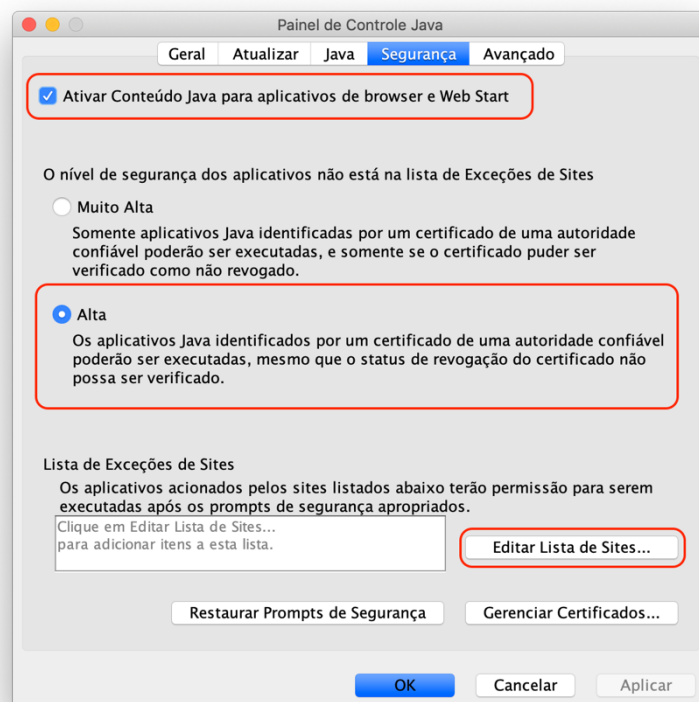 Painel de Controle Java
Geral Atualizar Java Segurança Avançado
Ativar Conteúdo Java para aplicativos de browser e Web Start
O nível de segurança dos aplicativos não está na lista de Exceções de Sites
Muito Alta
Somente aplicativos Java identificadas por um certificado de uma autoridade
confiável poderão ser executadas, e somente se o certificado puder ser
verificado como não revogado.
Alta
Os aplicativos Java identificados por um certificado de uma autoridade confiável
poderão ser executadas, mesmo que o status de revogação do certificado não
possa ser verificado.
Lista de Exceções de Sites
Os aplicativos acionados pelos sites listados abaixo terão permissão para serem
executadas após os prompts de segurança apropriados.
Clique em Editar Lista de Sites...
para adicionar itens a esta lista.
Editar Lista de Sites...
Restaurar Prompts de Segurança Gerenciar Certificados...
OK Cancelar Aplicar